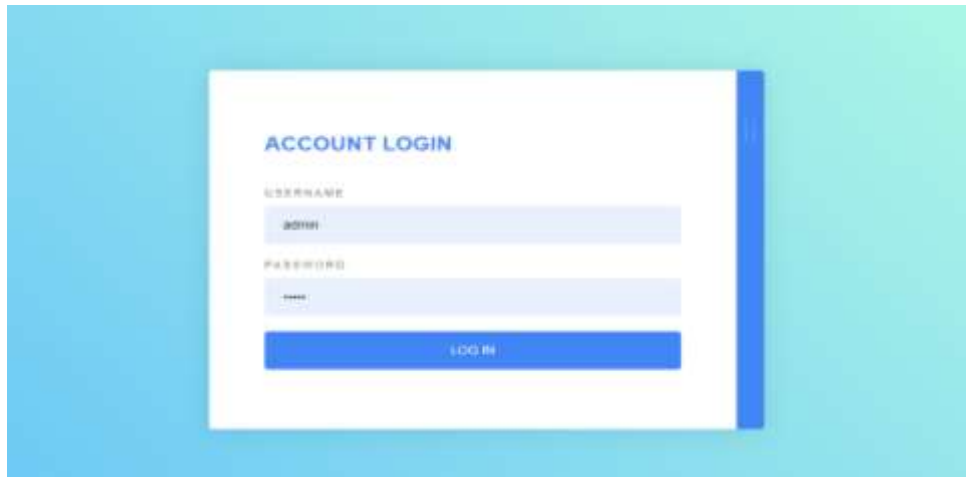 ACCOUNT LOGIN
USERNAME
admin
PASSWORD
•••••
LOG IN